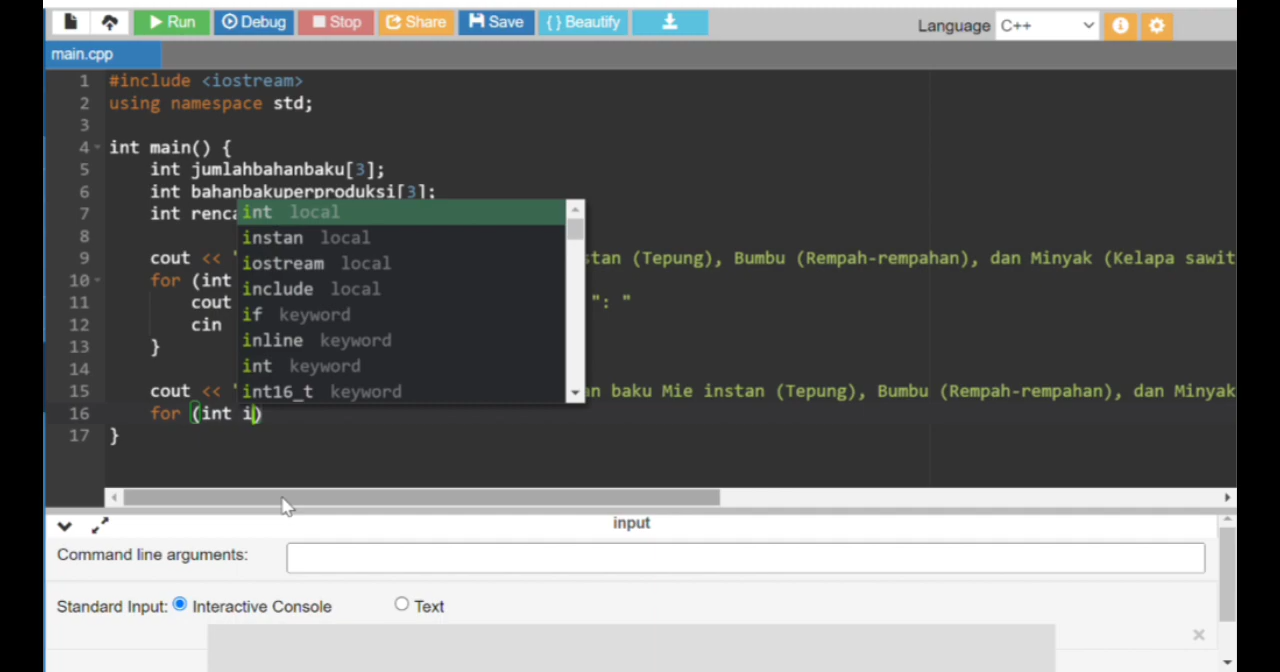 Run Debug Stop Share Save { } Beautify Language C++
main.cpp
1 #include <iostream>
2 using namespace std;
3
4 int main() {
5 int jumlahbahanbaku[3];
6 int bahanbakuperproduksi[3];
7 int renca
int local
8
instan local
9 cout << " stan (Tepung), Bumbu (Rempah-rempahan), dan Minyak (Kelapa sawit
iostream local
10 for (int
include local
11 cout ": "
if keyword
12 cin
inline keyword
13 }
int keyword
14
15 cout << " an baku Mie instan (Tepung), Bumbu (Rempah-rempahan), dan Minyak
int16_t keyword
16 for (int i)
17 }
input
Command line arguments:
Standard Input: Interactive Console Text